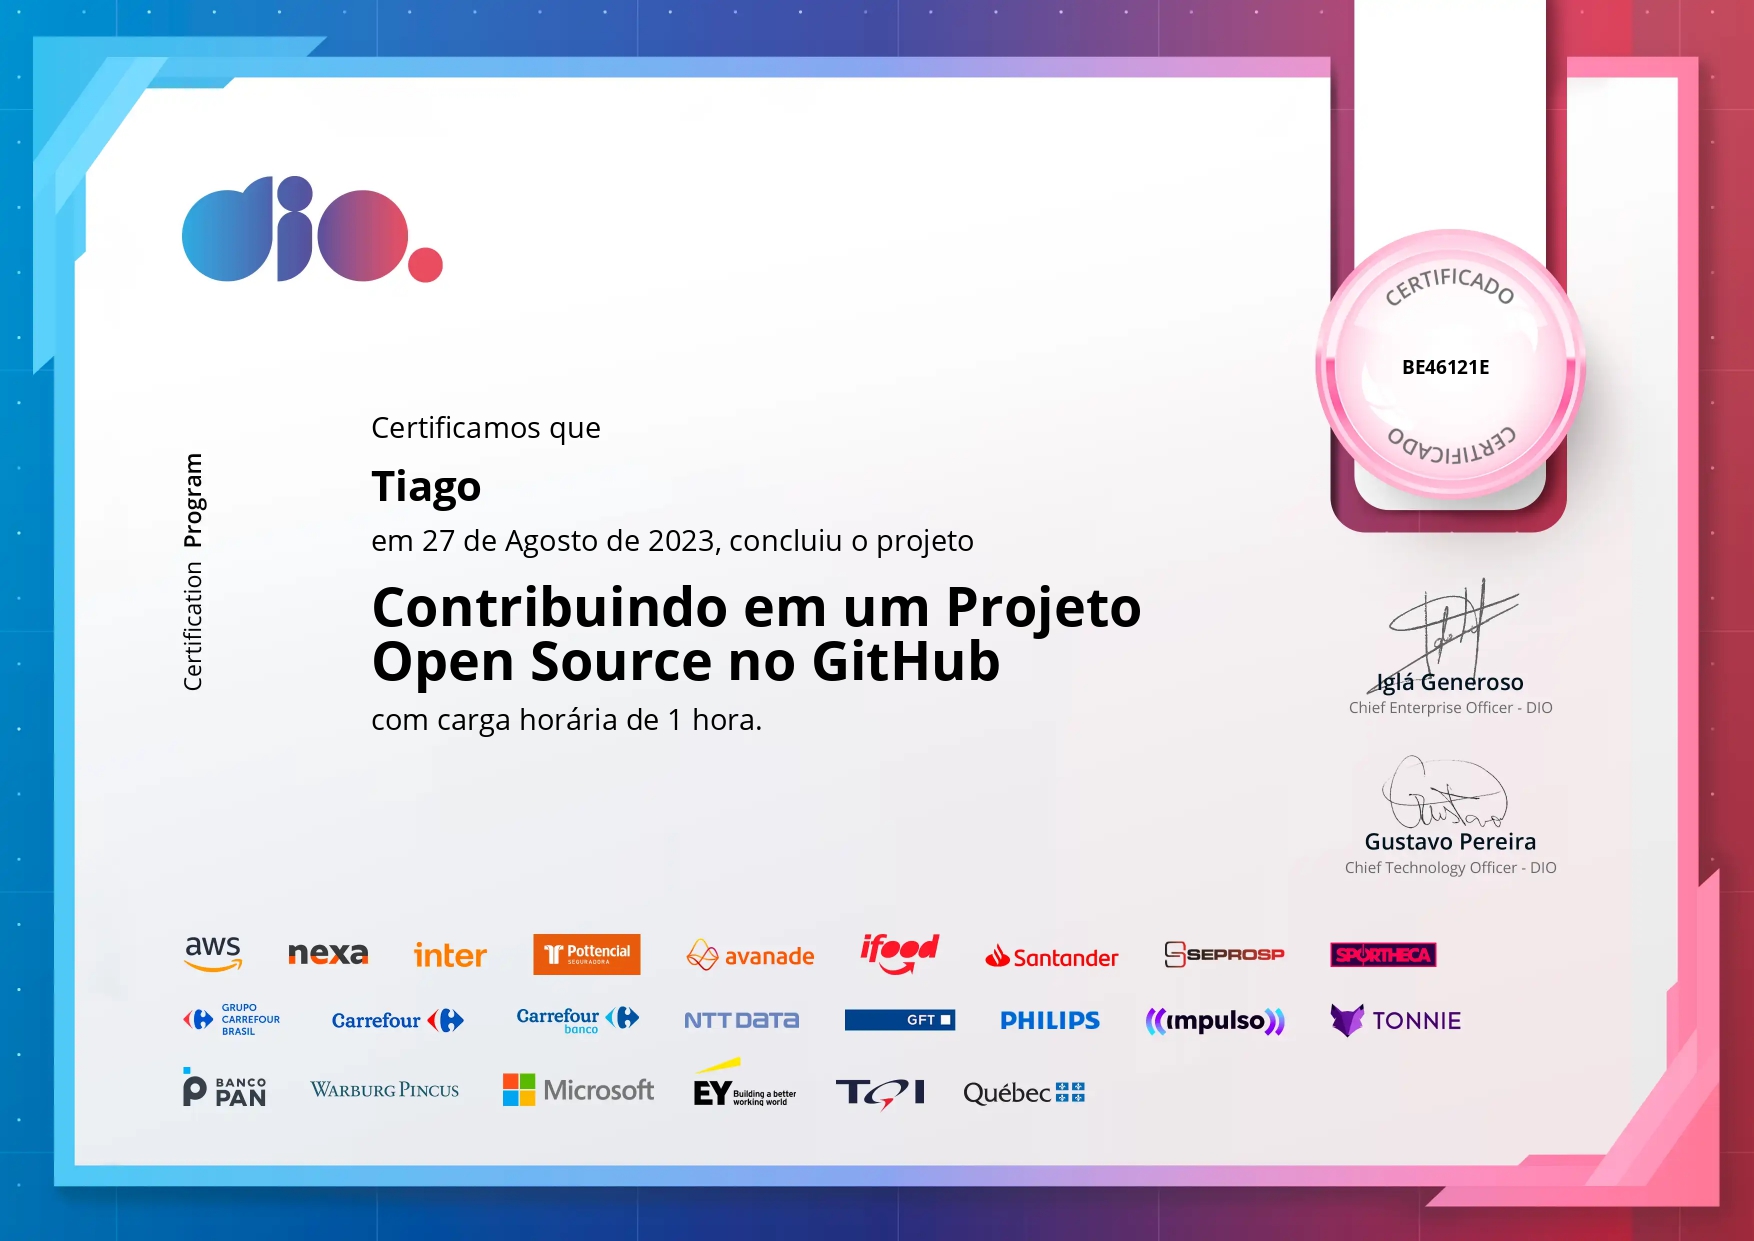 dio.
CERTIFICADO
BE46121E
CERTIFICADO
Certification Program
Certificamos que
Tiago
em 27 de Agosto de 2023, concluiu o projeto
Contribuindo em um Projeto
Open Source no GitHub
com carga horária de 1 hora.
Iglá Generoso
Chief Enterprise Officer - DIO
Gustavo Pereira
Chief Technology Officer - DIO
aws nexa inter Pottencial SEGURADORA avanade ifood Santander SEPROSP SPORTHECA
GRUPO CARREFOUR BRASIL Carrefour Carrefour banco NTT DATA GFT PHILIPS impulso TONNIE
BANCO PAN WARBURG PINCUS Microsoft EY Building a better working world TQI Québec